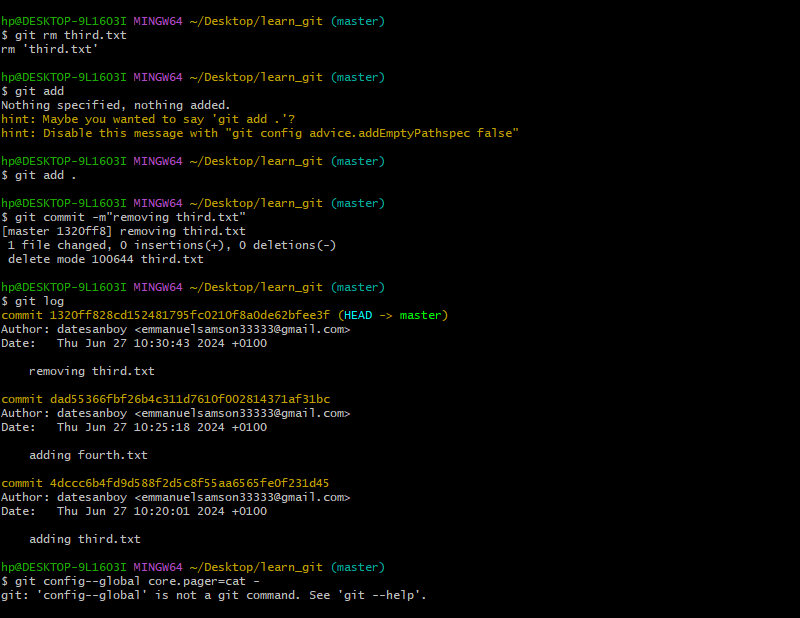 hp@DESKTOP-9L16O3I MINGW64 ~/Desktop/learn_git (master)
$ git rm third.txt
rm 'third.txt'
hp@DESKTOP-9L16O3I MINGW64 ~/Desktop/learn_git (master)
$ git add
Nothing specified, nothing added.
hint: Maybe you wanted to say 'git add .'?
hint: Disable this message with "git config advice.addEmptyPathspec false"
hp@DESKTOP-9L16O3I MINGW64 ~/Desktop/learn_git (master)
$ git add .
hp@DESKTOP-9L16O3I MINGW64 ~/Desktop/learn_git (master)
$ git commit -m"removing third.txt"
[master 1320ff8] removing third.txt
 1 file changed, 0 insertions(+), 0 deletions(-)
 delete mode 100644 third.txt
hp@DESKTOP-9L16O3I MINGW64 ~/Desktop/learn_git (master)
$ git log
commit 1320ff828cd152481795fc0210f8a0de62bfee3f (HEAD -> master)
Author: datesanboy <emmanuelsamson33333@gmail.com>
Date:   Thu Jun 27 10:30:43 2024 +0100
    removing third.txt
commit dad55366fbf26b4c311d7610f002814371af31bc
Author: datesanboy <emmanuelsamson33333@gmail.com>
Date:   Thu Jun 27 10:25:18 2024 +0100
    adding fourth.txt
commit 4dccc6b4fd9d588f2d5c8f55aa6565fe0f231d45
Author: datesanboy <emmanuelsamson33333@gmail.com>
Date:   Thu Jun 27 10:20:01 2024 +0100
    adding third.txt
hp@DESKTOP-9L16O3I MINGW64 ~/Desktop/learn_git (master)
$ git config--global core.pager=cat -
git: 'config--global' is not a git command. See 'git --help'.